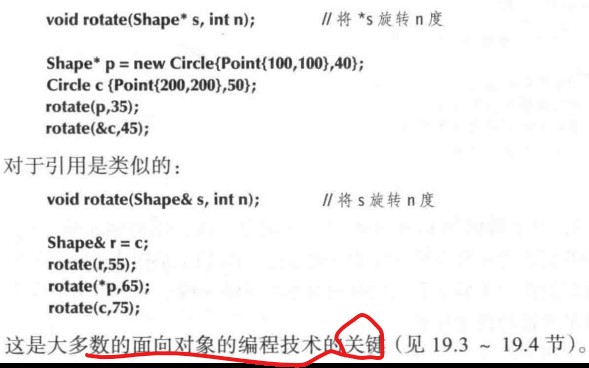 void rotate(Shape* s, int n); // 将 *s 旋转 n 度
Shape* p = new Circle{Point{100,100},40};
Circle c {Point{200,200},50};
rotate(p,35);
rotate(&c,45);
对于引用是类似的：
void rotate(Shape& s, int n); // 将 s 旋转 n 度
Shape& r = c;
rotate(r,55);
rotate(*p,65);
rotate(c,75);
这是大多数的面向对象的编程技术的关键（见 19.3 ~ 19.4 节）。